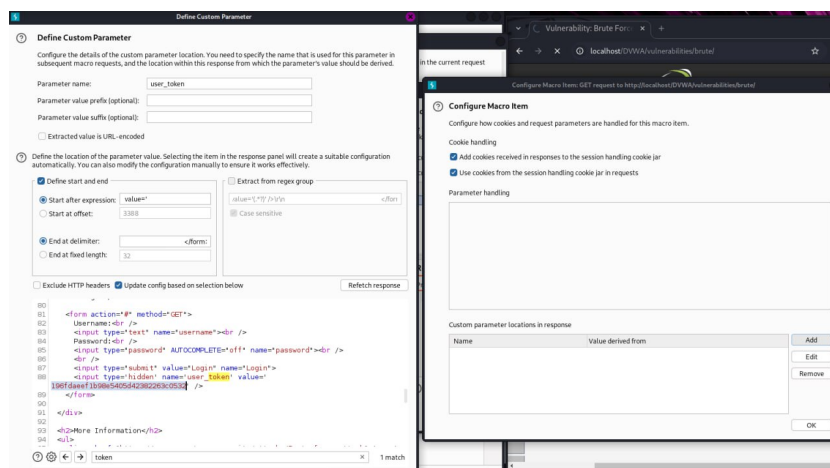 Define Custom Parameter
Define Custom Parameter
Configure the details of the custom parameter location. You need to specify the name that is used for this parameter in
subsequent macro requests, and the location within this response from which the parameter's value should be derived.
Parameter name: user_token
Parameter value prefix (optional):
Parameter value suffix (optional):
Extracted value is URL-encoded
Define the location of the parameter value. Selecting the item in the response panel will create a suitable configuration
automatically. You can also modify the configuration manually to ensure it works effectively.
Define start and end
Start after expression: value='
Start at offset: 3388
End at delimiter: </form:
End at fixed length: 32
Extract from regex group
</for
Case sensitive
Exclude HTTP headers
Update config based on selection below
Refetch response
80
81 <form action="#" method="GET">
82 Username:<br />
83 <input type="text" name="username"><br />
84 Password:<br />
85 <input type="password" AUTOCOMPLETE="off" name="password"><br />
86 <br />
87 <input type="submit" value="Login" name="Login">
88 <input type='hidden' name='user_token' value='
196fdaeef1b98e5405d42382263c0532' />
89 </form>
90
91 </div>
92
93 <h2>More Information</h2>
94 <ul>
token
1 match
in the current request
Vulnerability: Brute Forc
localhost/DVWA/vulnerabilities/brute/
Configure Macro Item: GET request to http://localhost/DVWA/vulnerabilities/brute/
Configure Macro Item
Configure how cookies and request parameters are handled for this macro item.
Cookie handling
Add cookies received in responses to the session handling cookie jar
Use cookies from the session handling cookie jar in requests
Parameter handling
Custom parameter locations in response
Name Value derived from
Add
Edit
Remove
OK